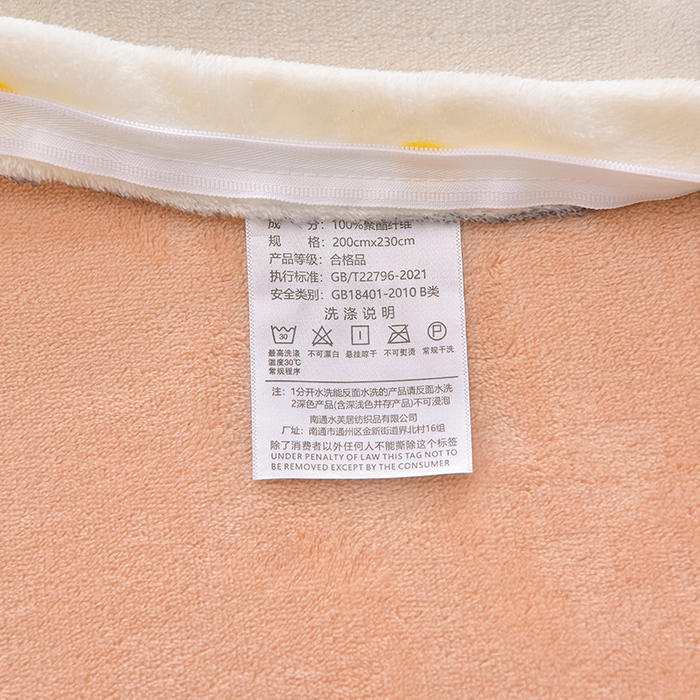 成 分：100%聚酯纤维
规 格：200cmx230cm
产品等级：合格品
执行标准：GB/T22796-2021
安全类别：GB18401-2010 B类
洗涤说明
30 P
最高洗涤 不可漂白 悬挂晾干 不可熨烫 常规干洗
温度30℃
常规程序
注：1分开水洗能反面水洗的产品请反面水洗
2深色产品(含深浅色并存产品)不可浸泡
南通水芙居纺织品有限公司
厂址：南通市通州区金新街道界北村16组
除了消费者以外任何人不能撕除这个标签
UNDER PENALTY OF LAW THIS TAG NOT TO
BE REMOVED EXCEPT BY THE CONSUMER